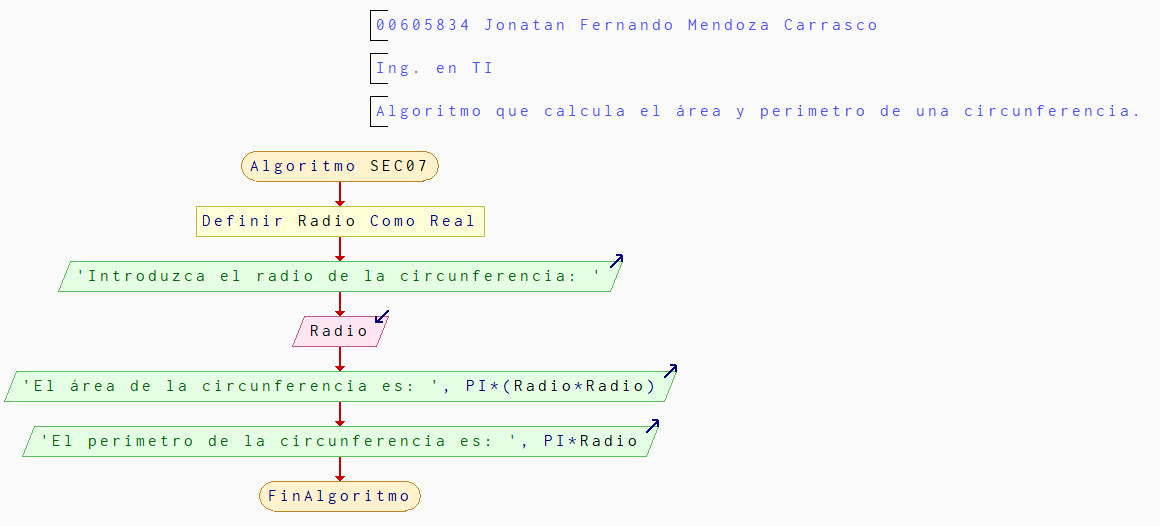 00605834 Jonatan Fernando Mendoza Carrasco
Ing. en TI
Algoritmo que calcula el área y perimetro de una circunferencia.
Algoritmo SEC07
Definir Radio Como Real
'Introduzca el radio de la circunferencia: '
Radio
'El área de la circunferencia es: ', PI*(Radio*Radio)
'El perimetro de la circunferencia es: ', PI*Radio
FinAlgoritmo